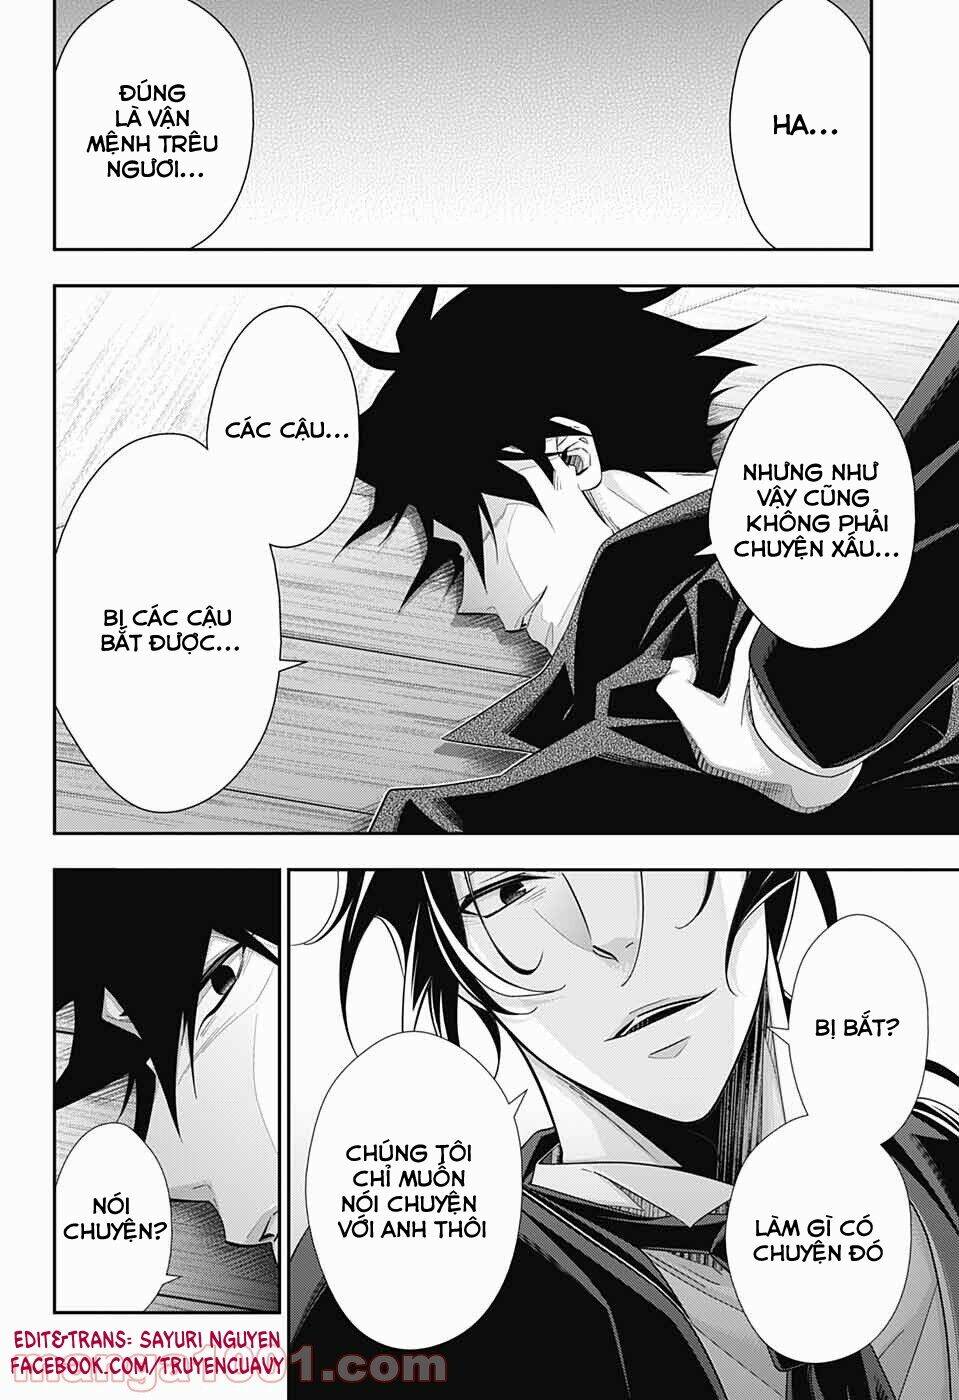 HA...
ĐÚNG
LÀ VẬN
MỆNH TRÊU
NGƯƠI...
NHƯNG NHƯ
VẬY CŨNG
KHÔNG PHẢI
CHUYỆN XẤU...
CÁC CẬU...
BỊ CÁC CẬU
BẮT ĐƯỢC...
BỊ BẮT?
LÀM GÌ CÓ
CHUYỆN ĐÓ
CHÚNG TÔI
CHỈ MUỐN
NÓI CHUYỆN
VỚI ANH THÔI
NÓI
CHUYỆN?
EDIT&TRANS: SAYURI NGUYEN
FACEBOOK.COM/TRUYENCUAVY
manga1001.com